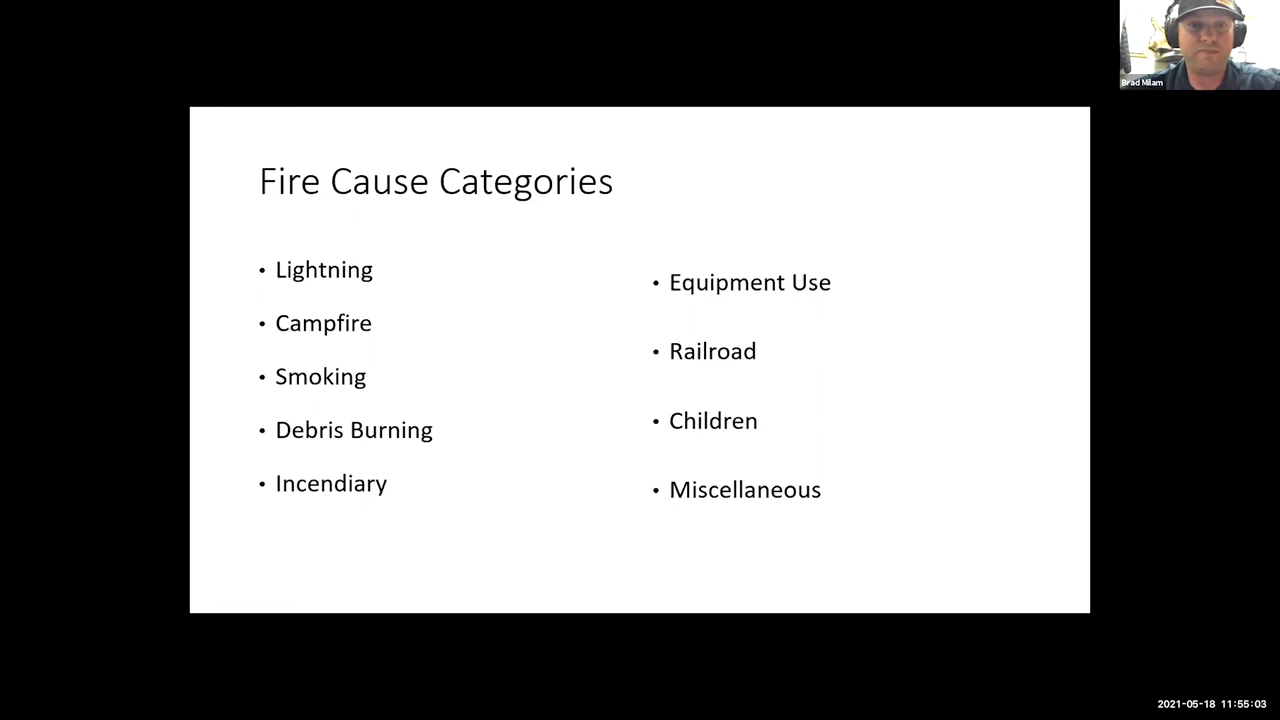 Brad Milam
Fire Cause Categories
• Lightning
• Campfire
• Smoking
• Debris Burning
• Incendiary
• Equipment Use
• Railroad
• Children
• Miscellaneous
2021-05-18 11:55:03